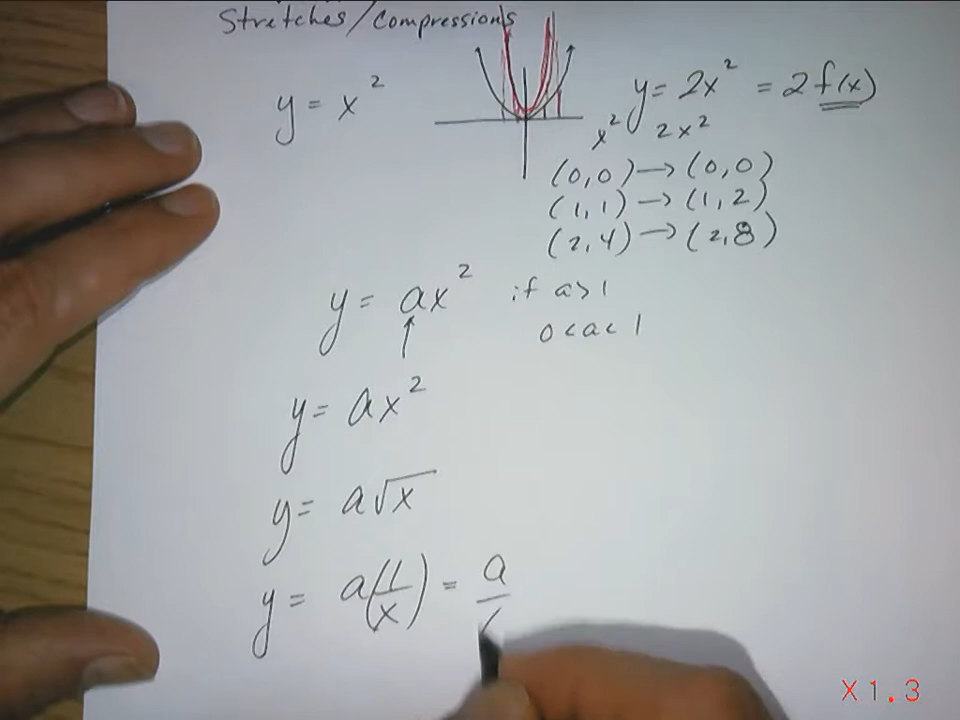 Stretches/Compressions
y = x²
y = 2x² = 2 f(x)
x² 2x²
(0,0) → (0,0)
(1,1) → (1,2)
(2,4) → (2,8)
y = ax² if a>1
0<a<1
y = ax²
y = a√x
y = a(1/x) = a/
X1.3